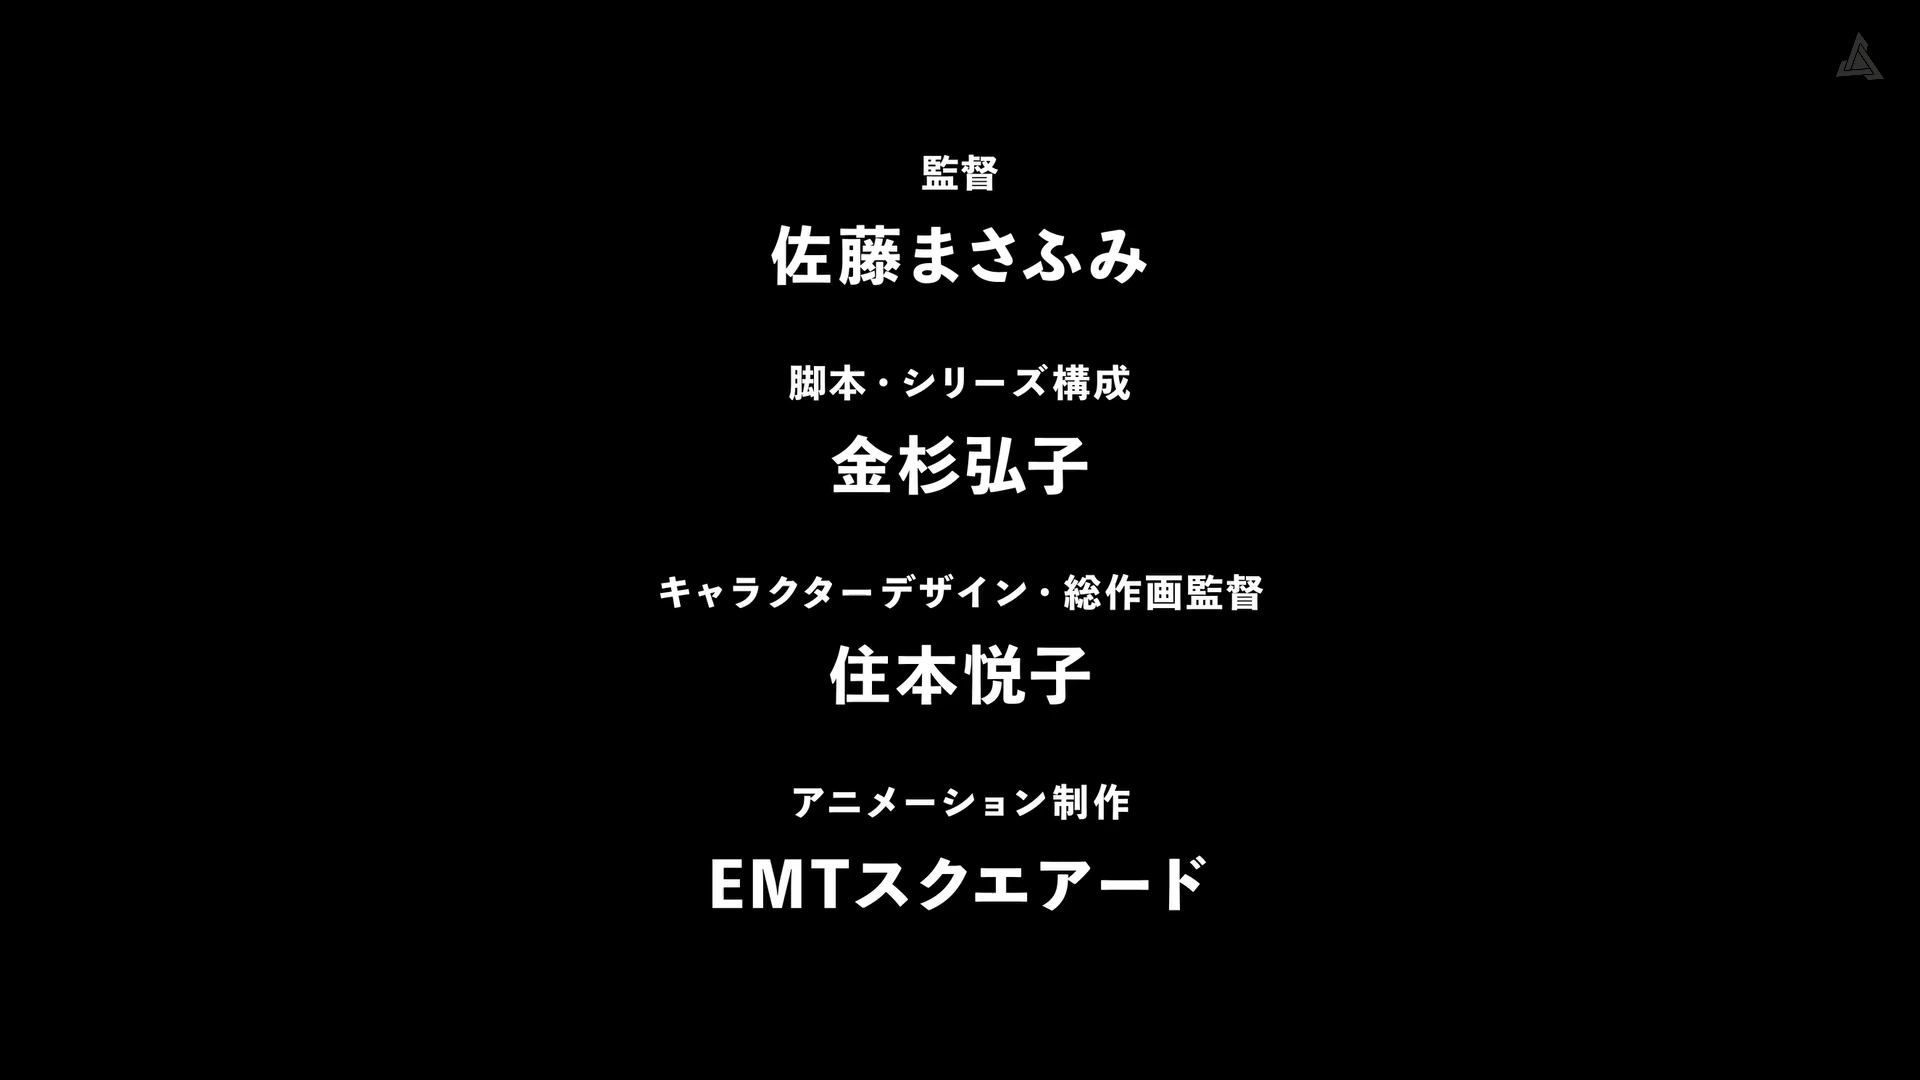 監督
佐藤まさふみ
脚本・シリーズ構成
金杉弘子
キャラクターデザイン・総作画監督
住本悦子
アニメーション制作
EMTスクエアード